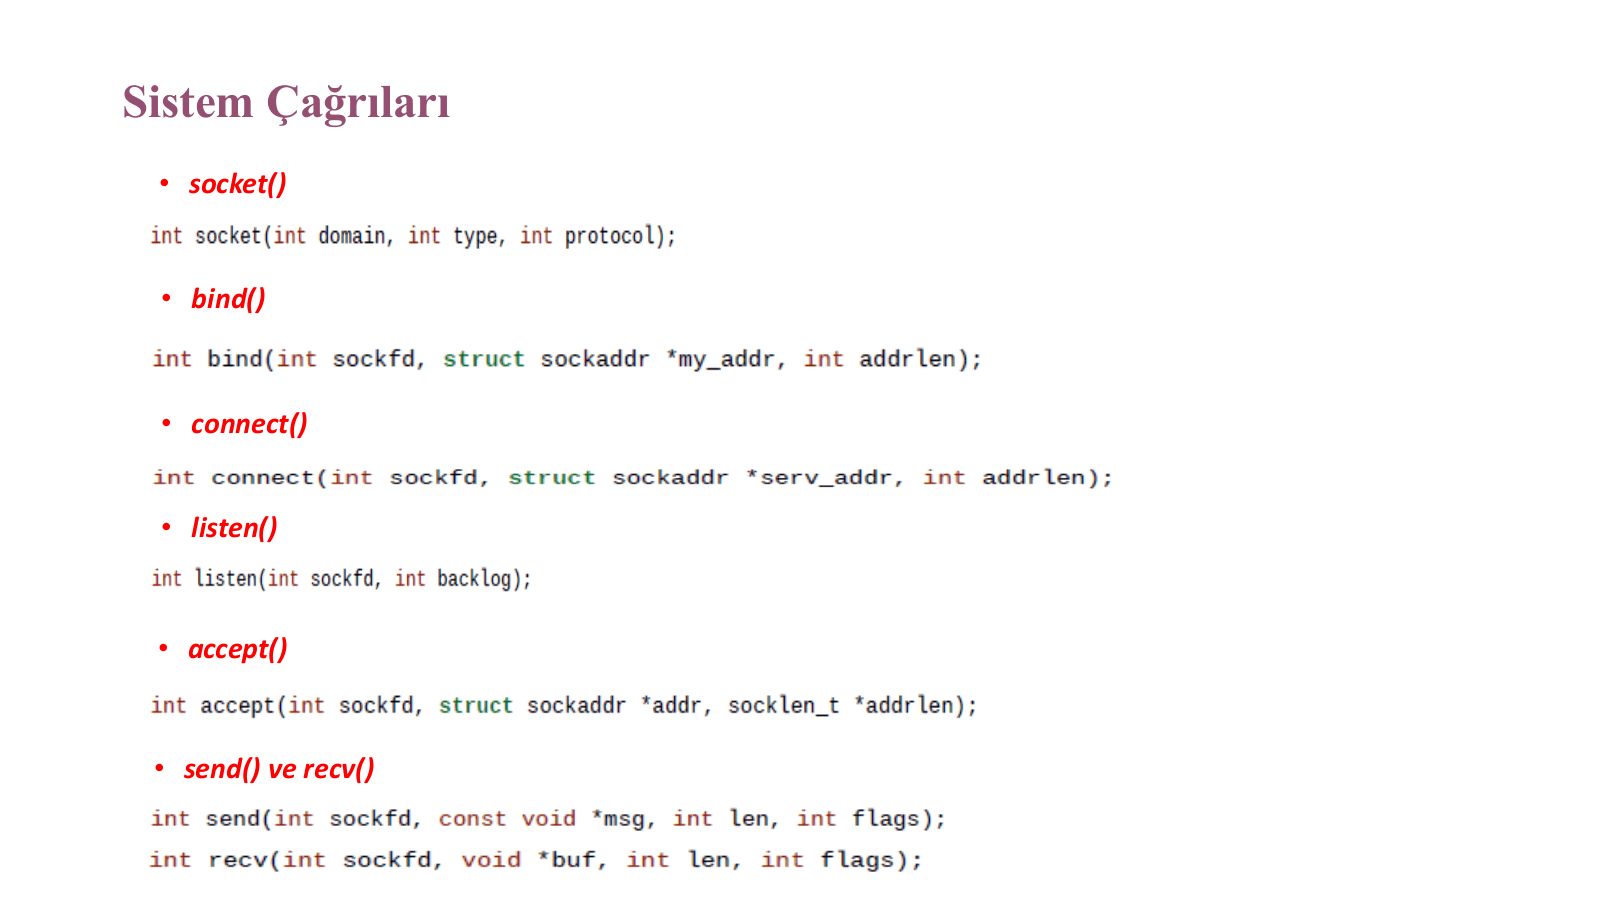 Sistem Çağrıları
• socket()
int socket(int domain, int type, int protocol);
• bind()
int bind(int sockfd, struct sockaddr *my_addr, int addrlen);
• connect()
int connect(int sockfd, struct sockaddr *serv_addr, int addrlen);
• listen()
int listen(int sockfd, int backlog);
• accept()
int accept(int sockfd, struct sockaddr *addr, socklen_t *addrlen);
• send() ve recv()
int send(int sockfd, const void *msg, int len, int flags);
int recv(int sockfd, void *buf, int len, int flags);